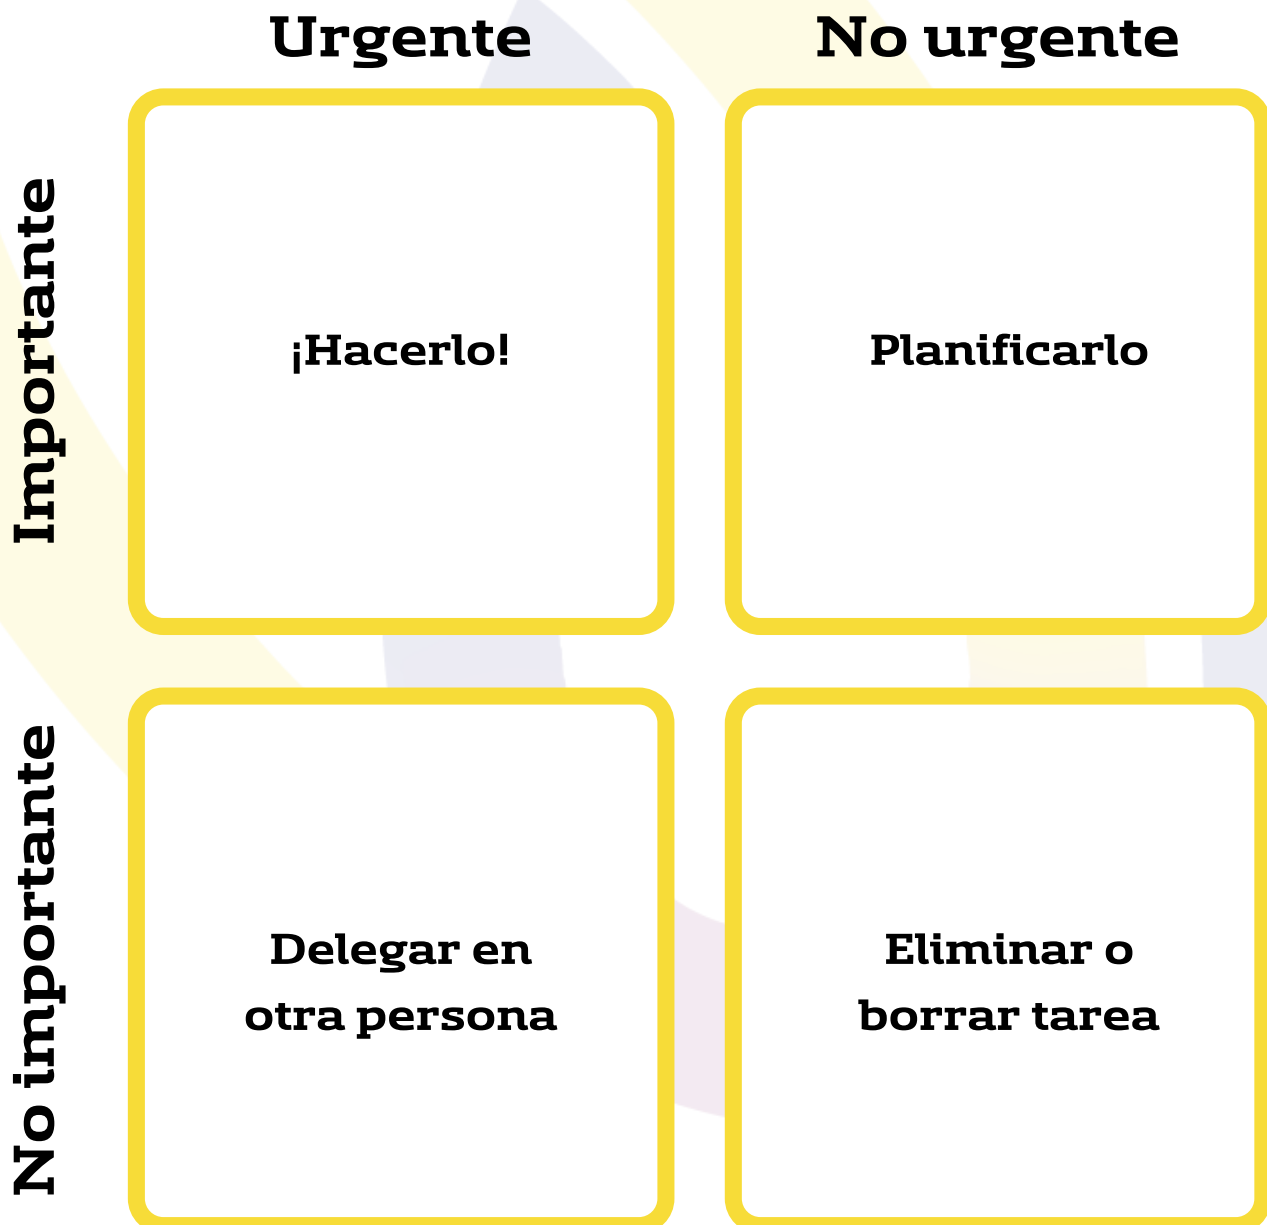 Urgente
No urgente
Importante
¡Hacerlo!
Planificarlo
No importante
Delegar en
otra persona
Eliminar o
borrar tarea